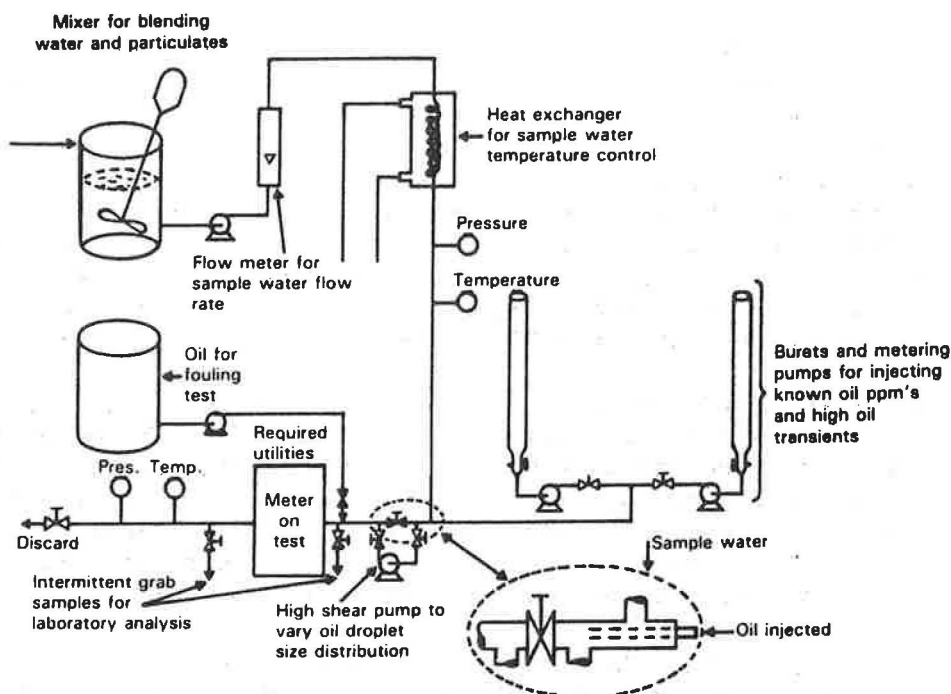 Mixer for blending
water and particulates
Heat exchanger
for sample water
temperature control
Pressure
Flow meter for
sample water flow
rate
Temperature
Oil for
fouling
test
Burets and metering
pumps for injecting
known oil ppm's
and high oil
transients
Required
utilities
Pres. Temp.
Meter
on
test
Discard
Sample water
Intermittent grab
samples for
laboratory analysis
High shear pump to
vary oil droplet
size distribution
Oil injected